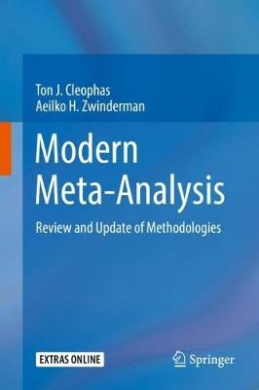 Ton J. Cleophas
Aeilko H. Zwinderman
Modern
Meta-Analysis
Review and Update of Methodologies
EXTRAS ONLINE
Springer